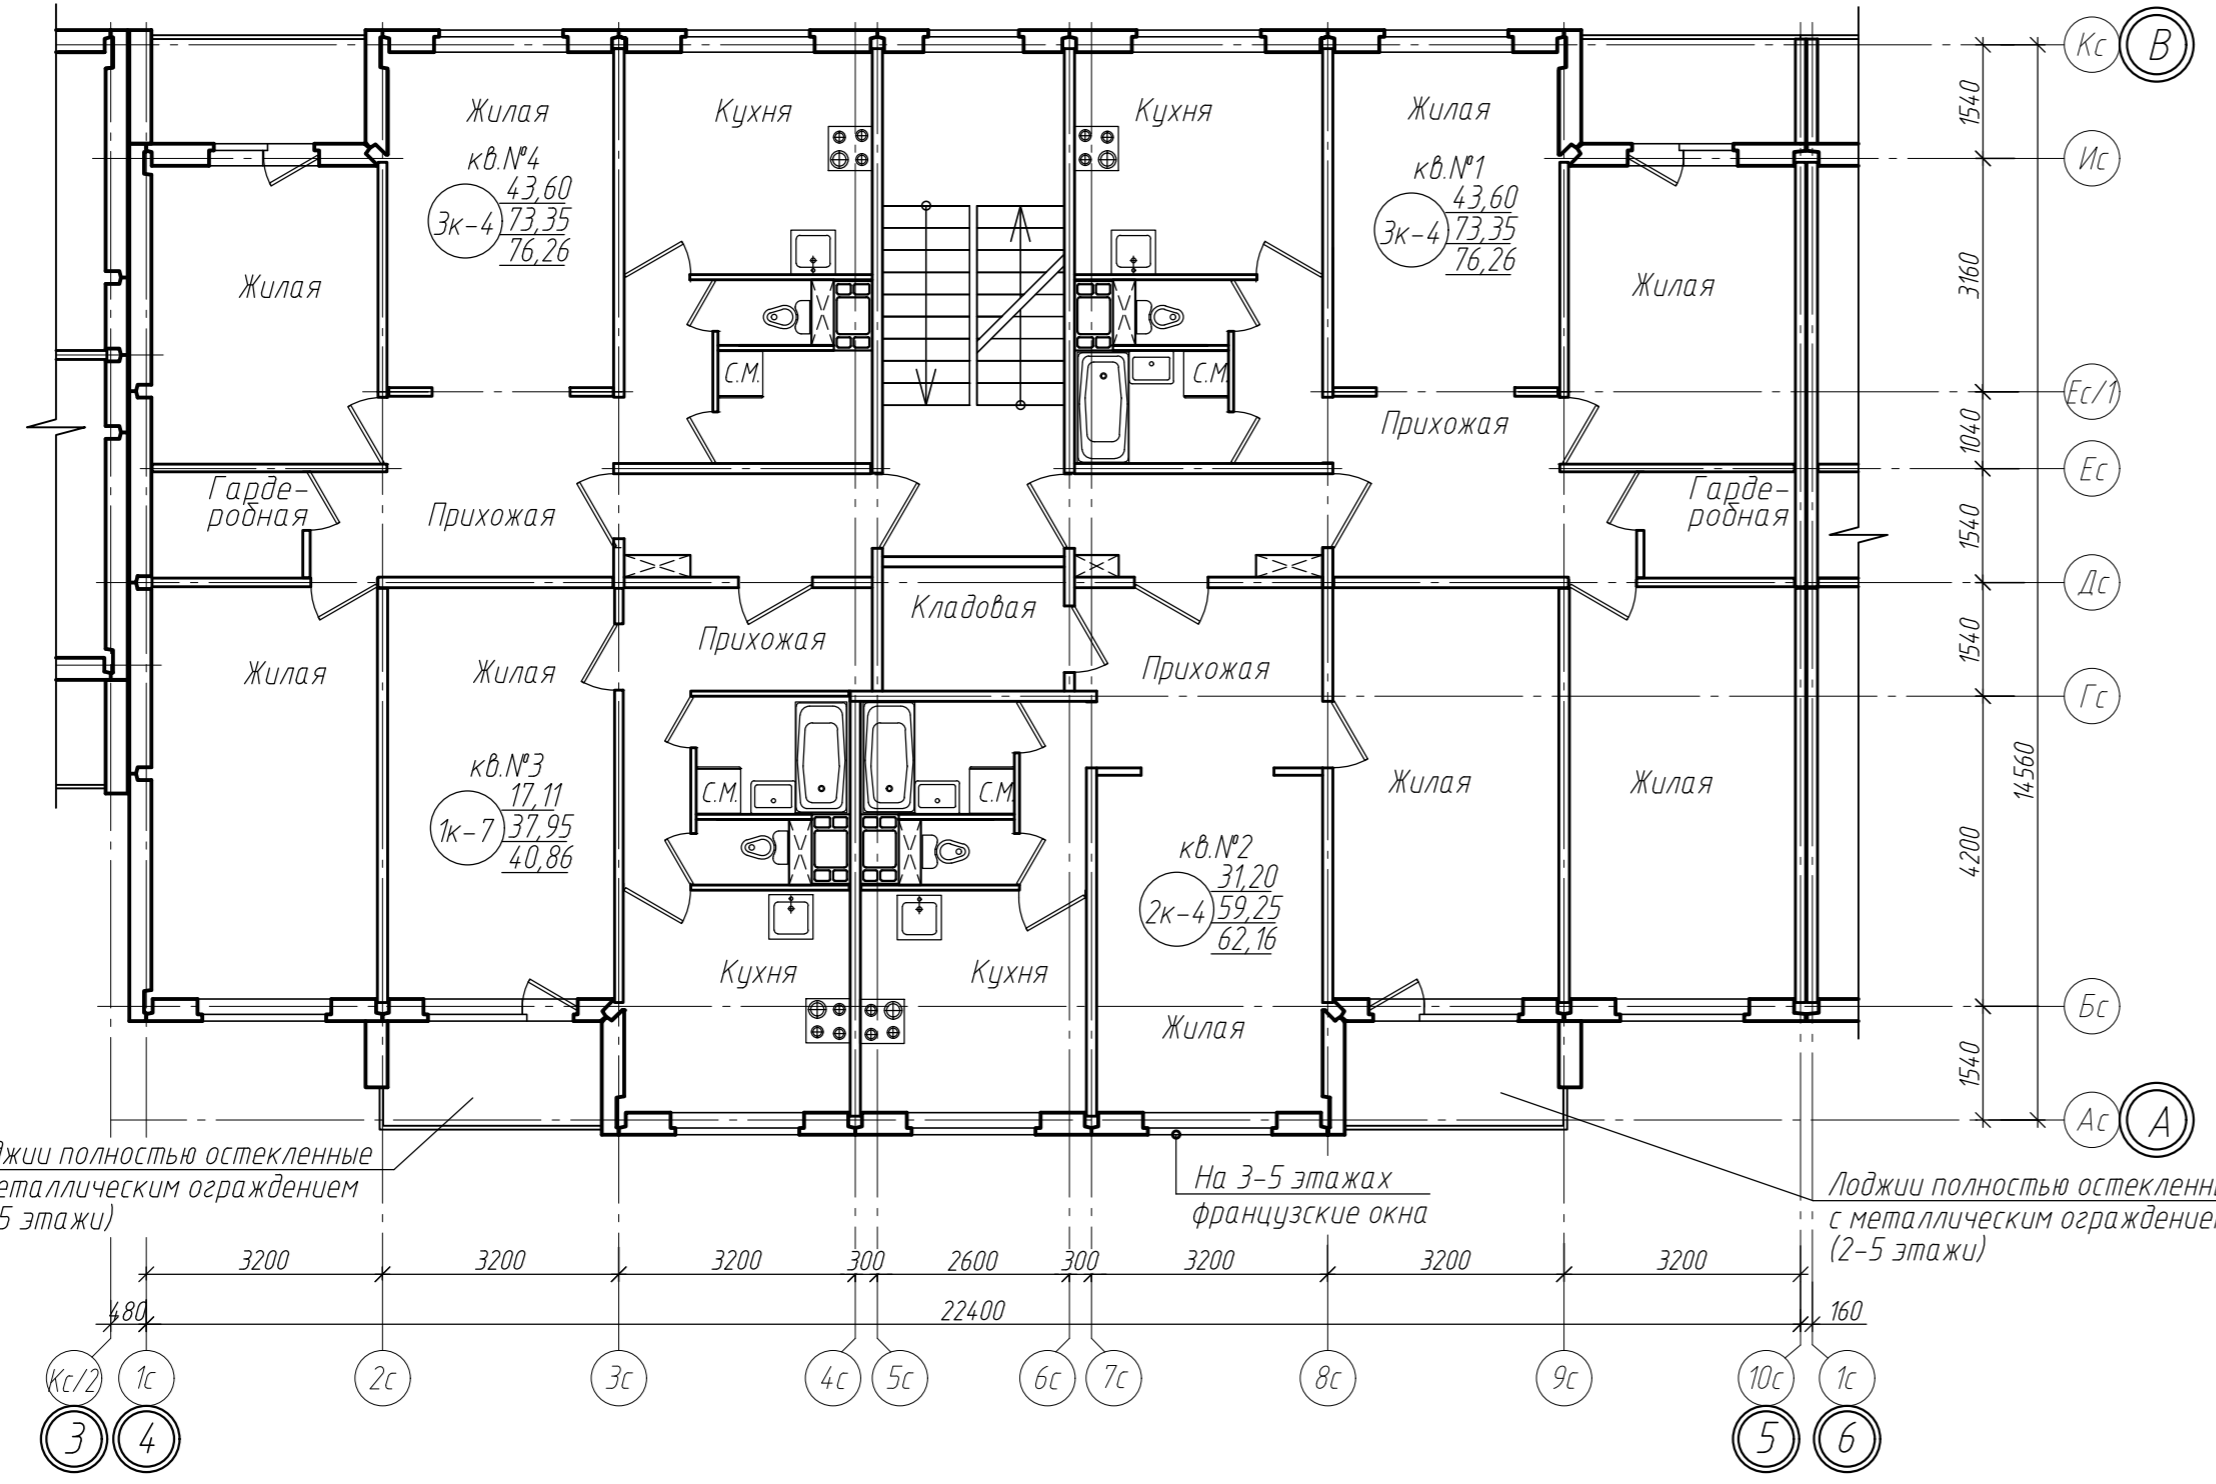 Жилая
кв.№4
3к-4
43,60
73,35
76,26
Кухня
Кухня
Жилая
кв.№1
3к-4
43,60
73,35
76,26
Жилая
Жилая
С.М.
С.М.
Прихожая
Гарде-
робная
Прихожая
Гарде-
робная
Кладовая
Прихожая
Прихожая
Жилая
Жилая
кв.№3
1к-7
17,11
37,95
40,86
С.М.
С.М.
Жилая
Жилая
кв.№2
2к-4
31,20
59,25
62,16
Кухня
Кухня
Жилая
джии полностью остекленные
еталлическим ограждением
5 этажи)
На 3-5 этажах
французские окна
Лоджии полностью остекленн
с металлическим ограждение
(2-5 этажи)
3200
3200
3200
300
2600
300
3200
3200
3200
480
22400
160
Кс/2
1с
2с
3с
4с
5с
6с
7с
8с
9с
10с
1с
3
4
5
6
1540
3160
1040
1540
1540
4200
1540
14560
Кс
В
Ис
Ес/1
Ес
Дс
Гс
Бс
Ас
А